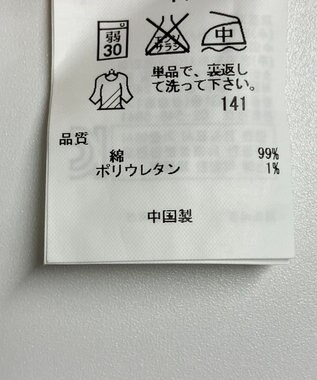 弱
30
エンソ
サラシ
中
単品で、裏返し
て洗って下さい。
141
品質
綿 99%
ポリウレタン 1%
中国製